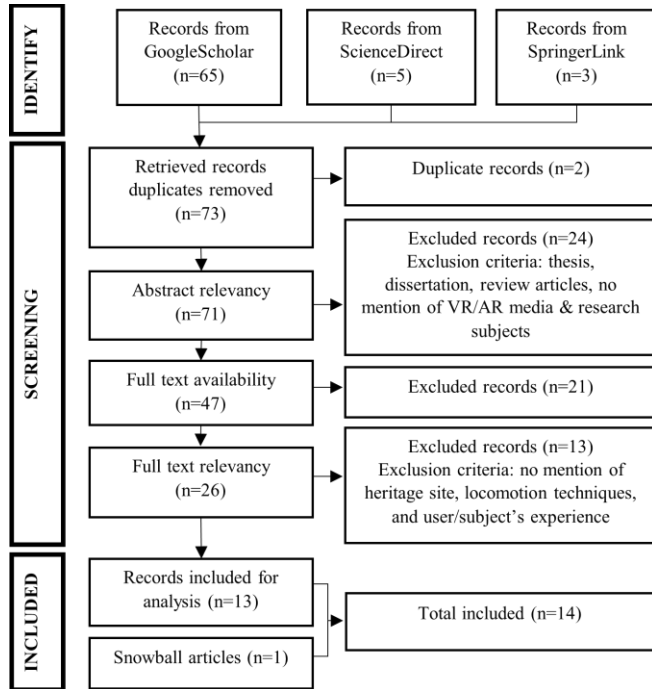 IDENTIFY
Records from
GoogleScholar
(n=65)
Records from
ScienceDirect
(n=5)
Records from
SpringerLink
(n=3)
SCREENING
Retrieved records
duplicates removed
(n=73)
Duplicate records (n=2)
Abstract relevancy
(n=71)
Excluded records (n=24)
Exclusion criteria: thesis,
dissertation, review articles, no
mention of VR/AR media & research
subjects
Full text availability
(n=47)
Excluded records (n=21)
Full text relevancy
(n=26)
Excluded records (n=13)
Exclusion criteria: no mention of
heritage site, locomotion techniques,
and user/subject's experience
INCLUDED
Records included for
analysis (n=13)
Snowball articles (n=1)
Total included (n=14)